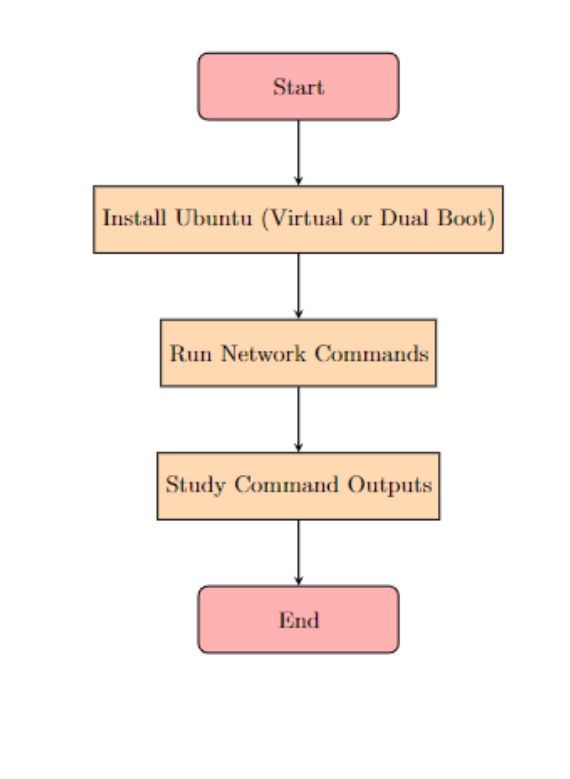 Start
Install Ubuntu (Virtual or Dual Boot)
Run Network Commands
Study Command Outputs
End